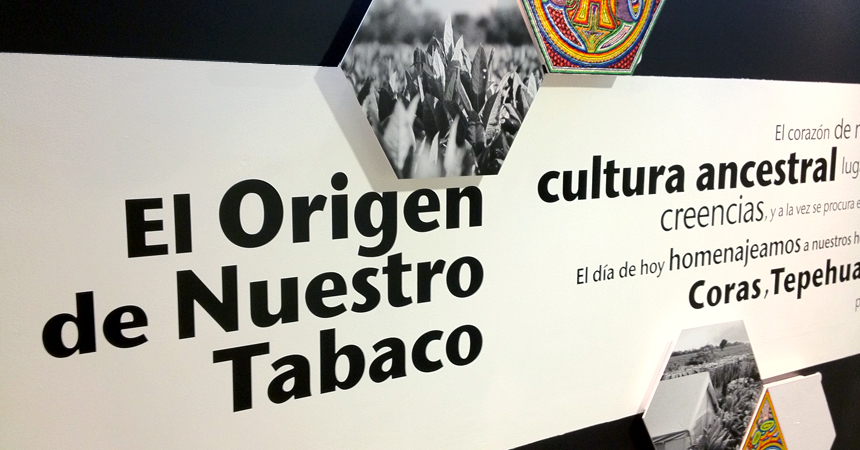 El Origen
de Nuestro
Tabaco
El corazón de
cultura ancestral
creencias, y a la vez se procura
El día de hoy homenajeamos a nuestros
Coras, Tepehua